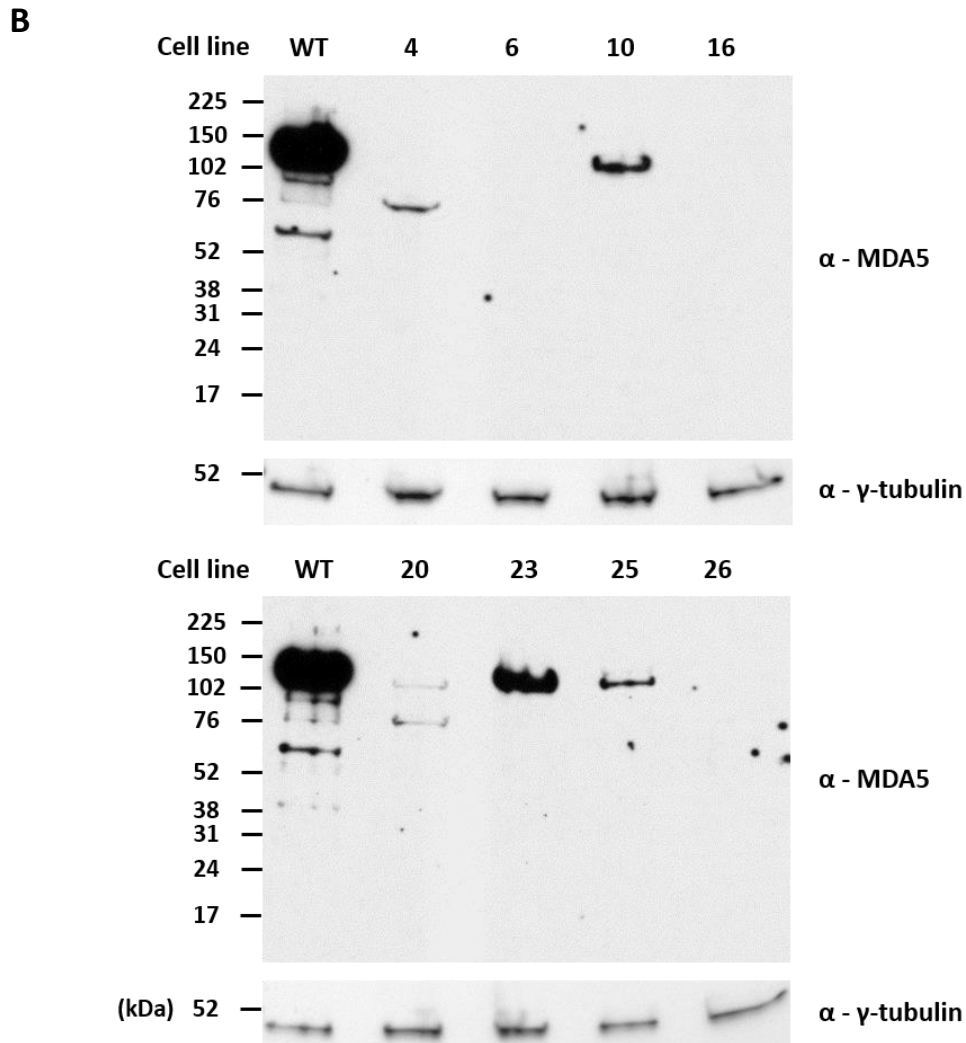 B
Cell line WT 4 6 10 16
225
150
102
76
52
38
31
24
17
α - MDA5
52
α - γ-tubulin
Cell line WT 20 23 25 26
225
150
102
76
52
38
31
24
17
α - MDA5
(kDa) 52
α - γ-tubulin